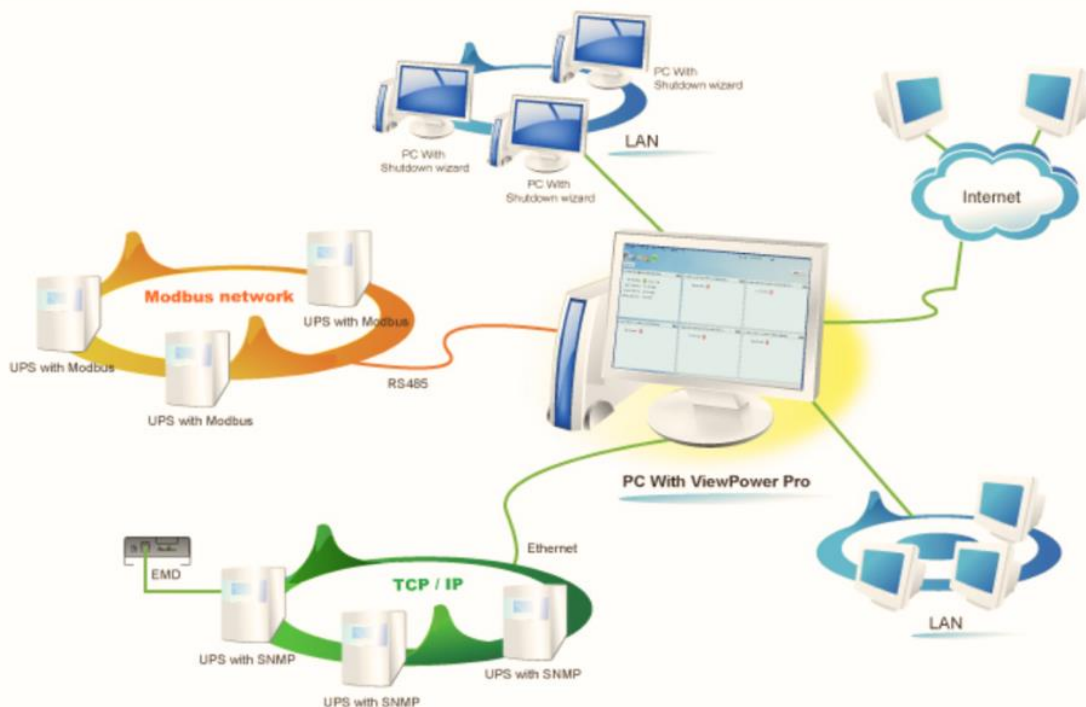 PC With
Shutdown wizard
LAN
PC With
Shutdown wizard
PC With
Shutdown wizard
Internet
Modbus network
UPS with Modbus
UPS with Modbus
RS485
UPS with Modbus
PC With ViewPower Pro
Ethernet
EMD
TCP / IP
LAN
UPS with SNMP
UPS with SNMP
UPS with SNMP